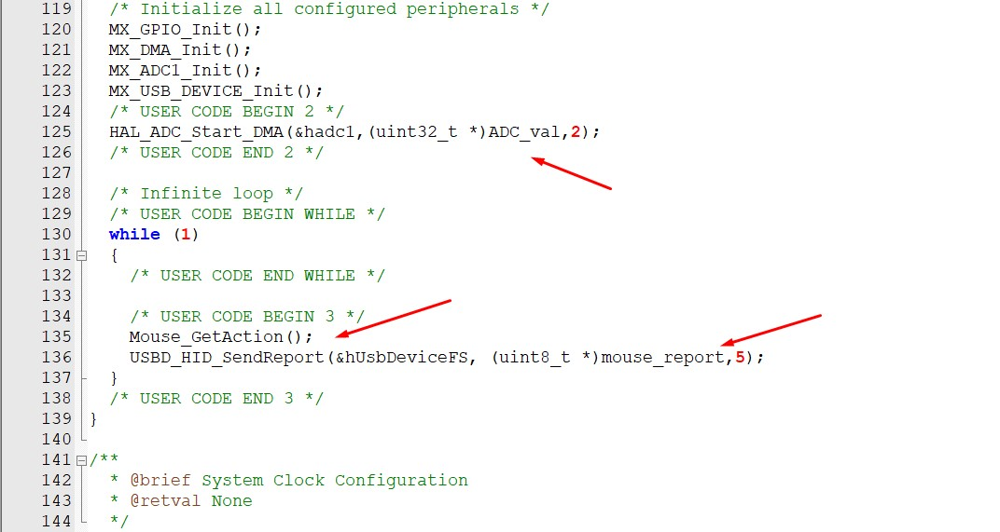 119 /* Initialize all configured peripherals */
120 MX_GPIO_Init();
121 MX_DMA_Init();
122 MX_ADC1_Init();
123 MX_USB_DEVICE_Init();
124 /* USER CODE BEGIN 2 */
125 HAL_ADC_Start_DMA(&hadc1,(uint32_t *)ADC_val,2);
126 /* USER CODE END 2 */
127
128 /* Infinite loop */
129 /* USER CODE BEGIN WHILE */
130 while (1)
131 {
132 /* USER CODE END WHILE */
133
134 /* USER CODE BEGIN 3 */
135 Mouse_GetAction();
136 USBD_HID_SendReport(&hUsbDeviceFS, (uint8_t *)mouse_report,5);
137 }
138 /* USER CODE END 3 */
139 }
140
141 /**
142 * @brief System Clock Configuration
143 * @retval None
144 */